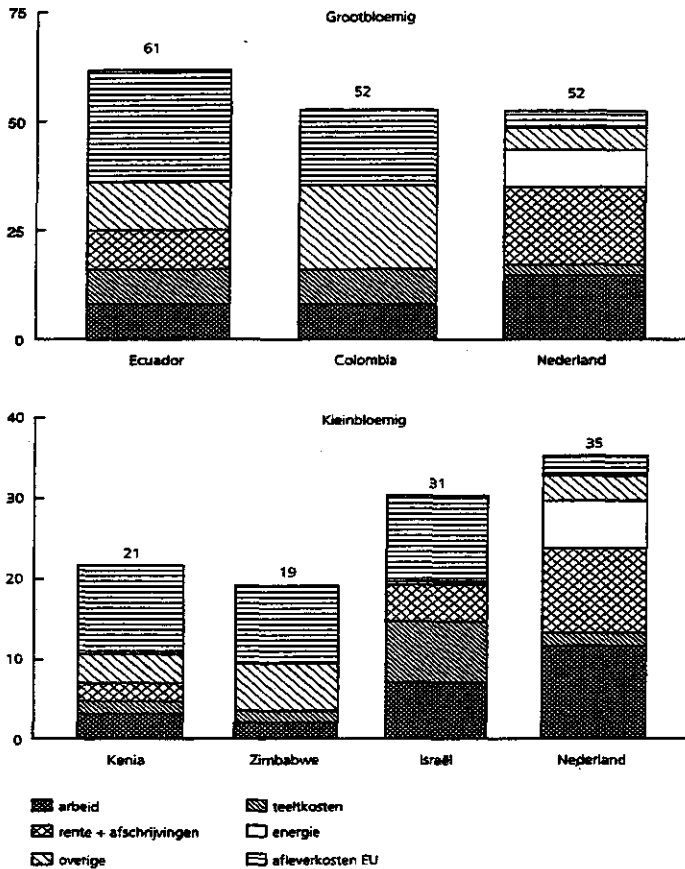 Grootbloemig
75
50
25
0
61
52
52
Ecuador
Colombia
Nederland
Kleinbloemig
40
30
20
10
0
21
19
31
35
Kenia
Zimbabwe
Israël
Nederland
arbeid
teeltkosten
rente + afschrijvingen
energie
overige
afleverkosten EU